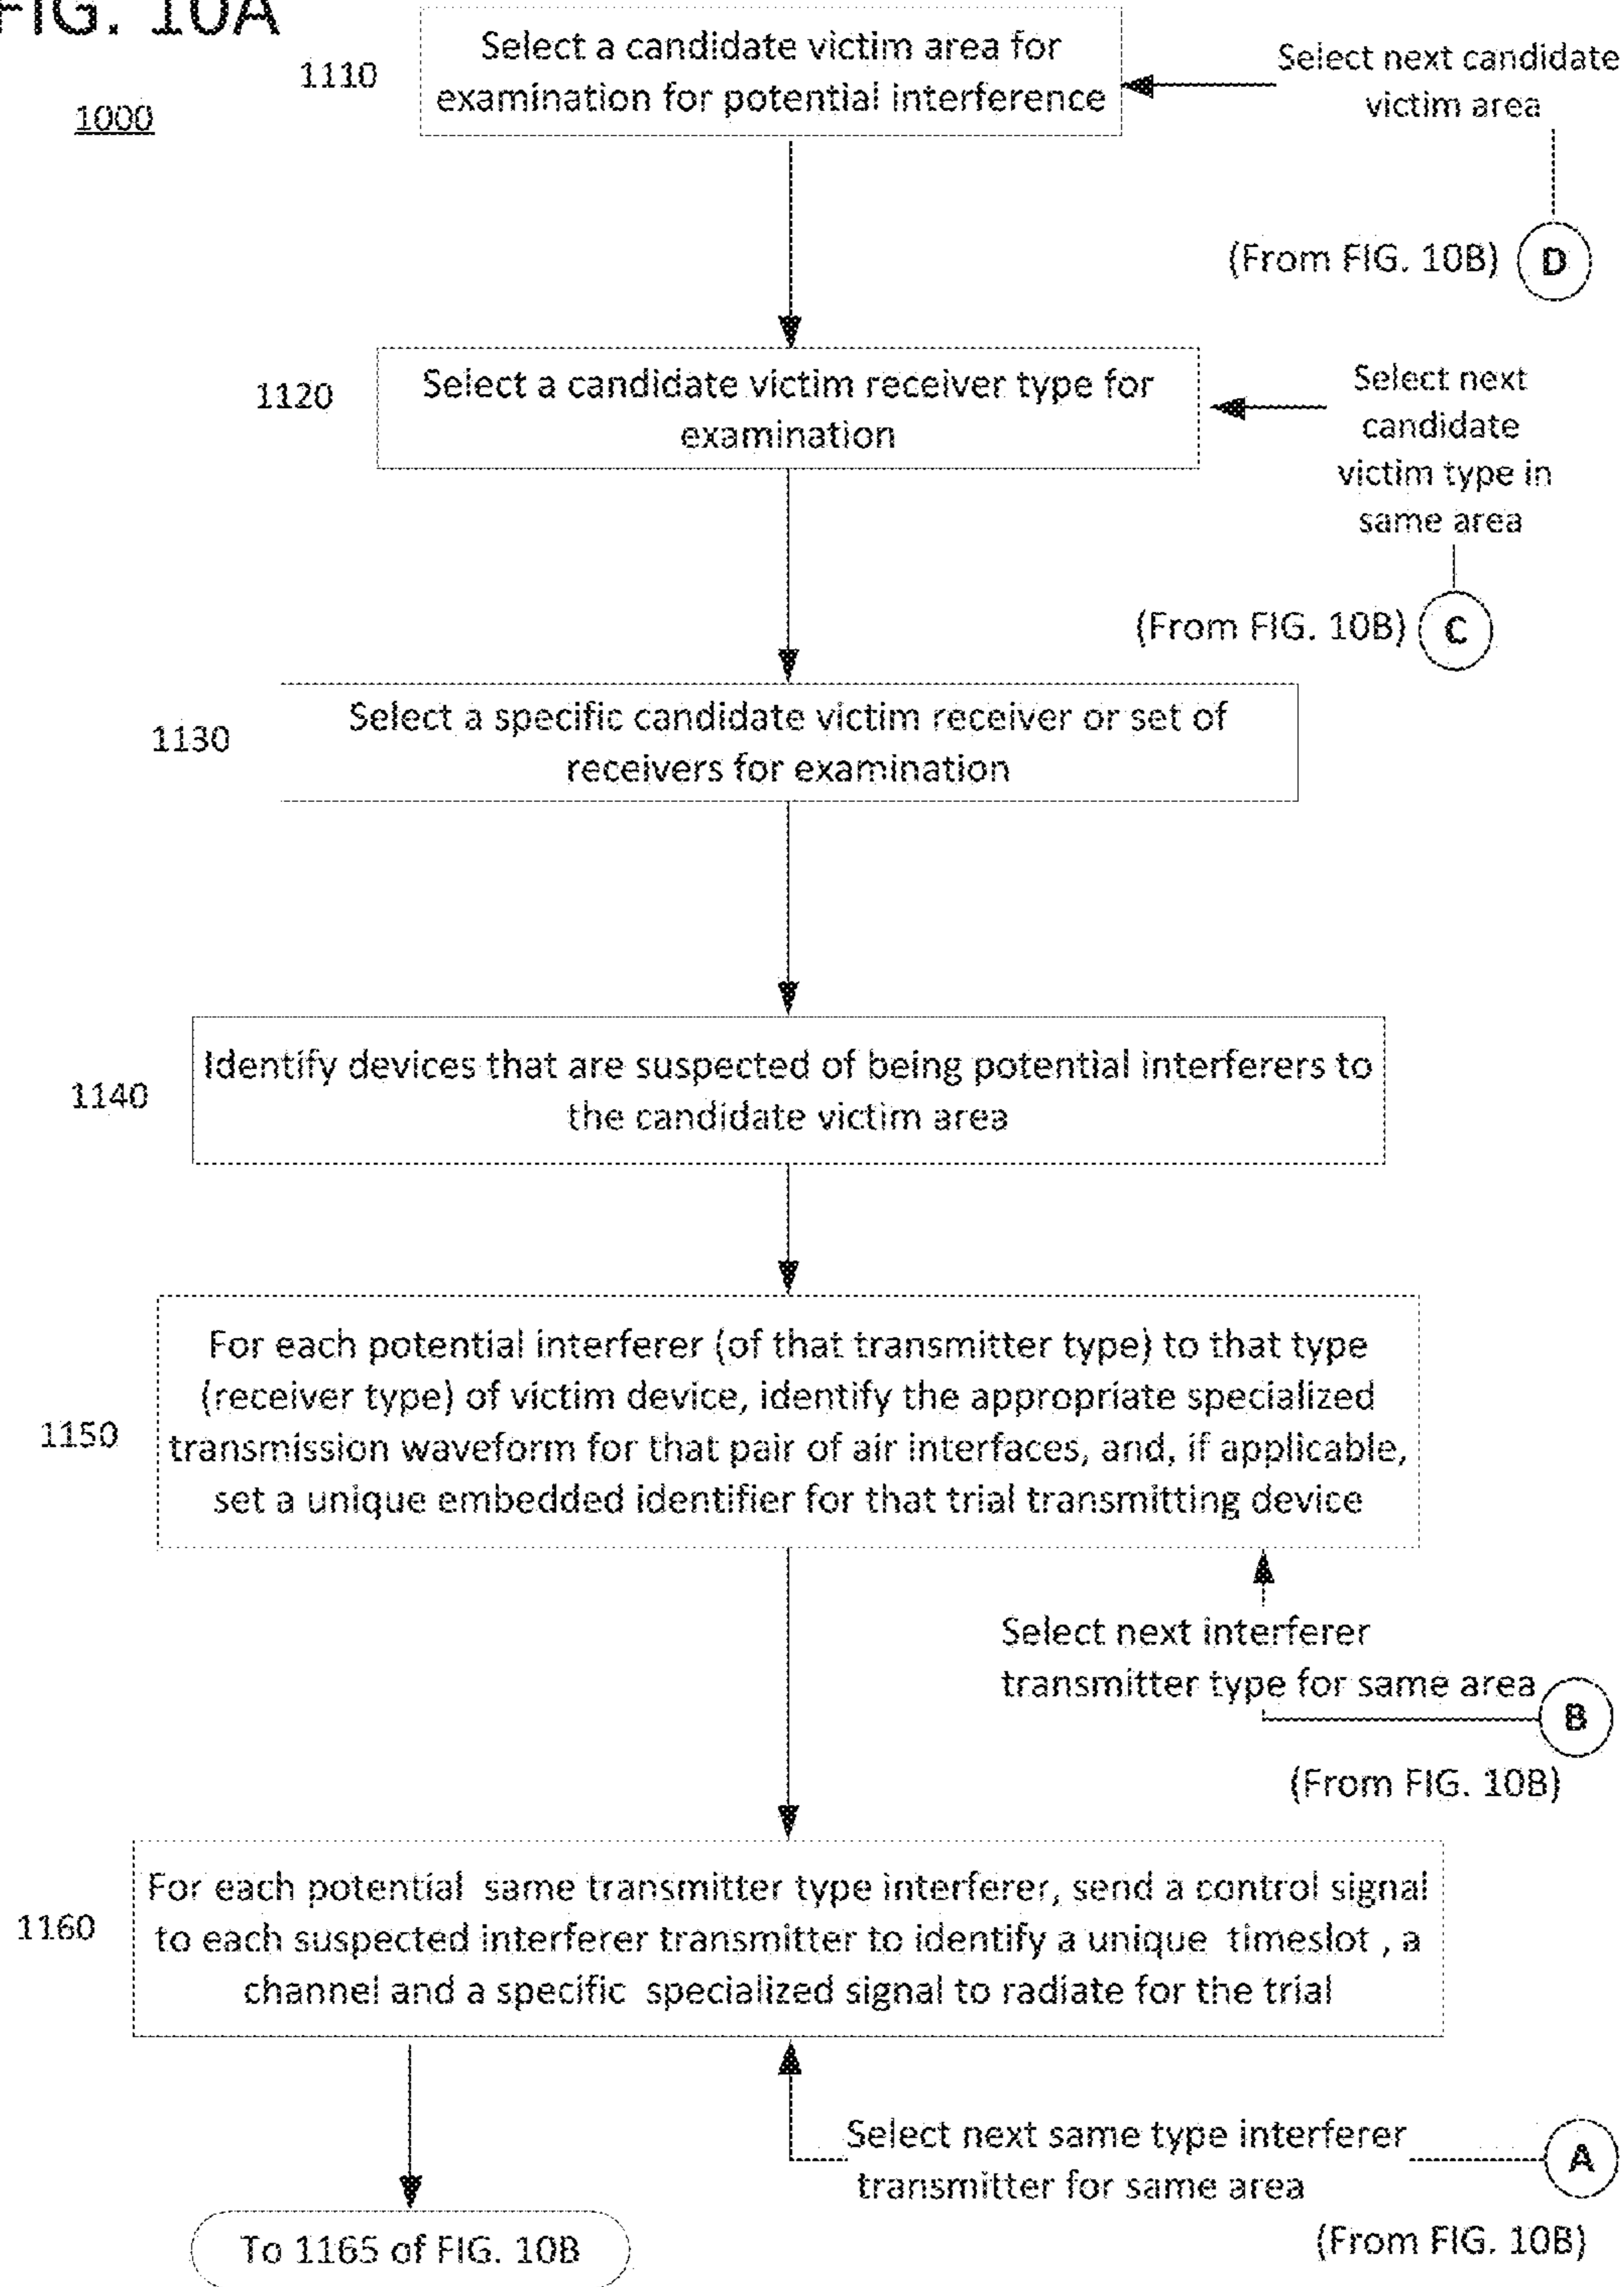 FIG. 10A
1000
1110
Select a candidate victim area for
examination for potential interference
Select next candidate
victim area
(From FIG. 10B)
D
1120
Select a candidate victim receiver type for
examination
Select next
candidate
victim type in
same area
(From FIG. 10B)
C
1130
Select a specific candidate victim receiver or set of
receivers for examination
1140
Identify devices that are suspected of being potential interferers to
the candidate victim area
1150
For each potential interferer (of that transmitter type) to that type
(receiver type) of victim device, identify the appropriate specialized
transmission waveform for that pair of air interfaces, and, if applicable,
set a unique embedded identifier for that trial transmitting device
Select next interferer
transmitter type for same area
B
(From FIG. 10B)
1160
For each potential same transmitter type interferer, send a control signal
to each suspected interferer transmitter to identify a unique timeslot , a
channel and a specific specialized signal to radiate for the trial
Select next same type interferer
transmitter for same area
A
(From FIG. 10B)
To 1165 of FIG. 10B